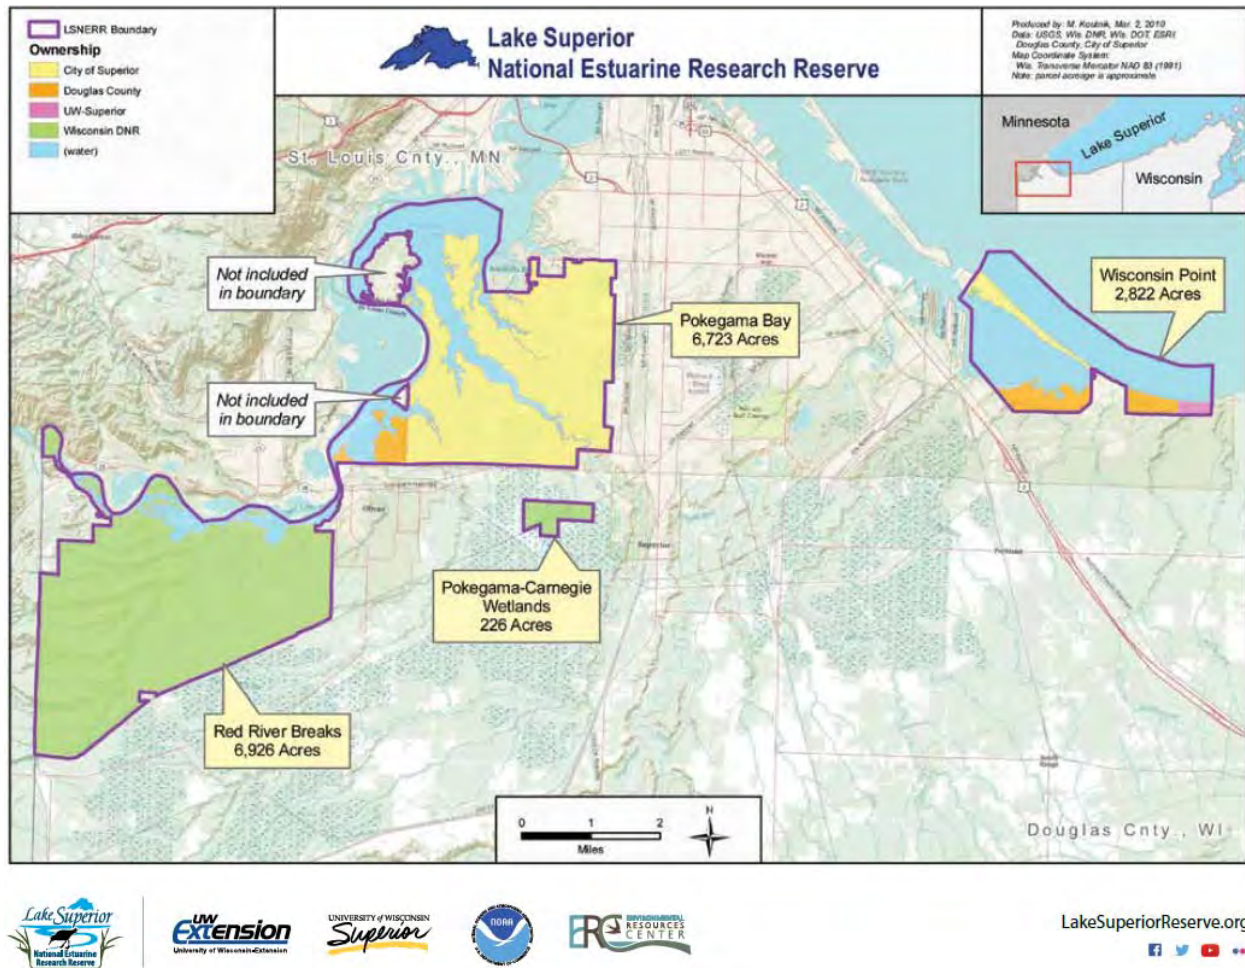 LSNERR Boundary
Ownership
City of Superior
Douglas County
UW-Superior
Wisconsin DNR
(water)
Lake Superior
National Estuarine Research Reserve
Produced by: M. Koutnik, Mar. 2, 2010
Data: USGS, Wis. DNR, Wis. DOT, ESRI
Douglas County, City of Superior
Map Coordinate System:
Wis. Transverse Mercator NAD 83 (1991)
Note: parcel acreage is approximate
Minnesota
Lake Superior
Wisconsin
St. Louis Cnty., MN
Not included
in boundary
Pokegama Bay
6,723 Acres
Wisconsin Point
2,822 Acres
Not included
in boundary
Oliver
Superior
Pokegama-Carnegie
Wetlands
226 Acres
Red River Breaks
6,926 Acres
0 1 2
Miles
N
Douglas Cnty., WI
Lake Superior
National Estuarine
Research Reserve
UW
Extension
University of Wisconsin-Extension
UNIVERSITY of WISCONSIN
Superior
NOAA
ERC
ENVIRONMENTAL
RESOURCES
CENTER
LakeSuperiorReserve.org